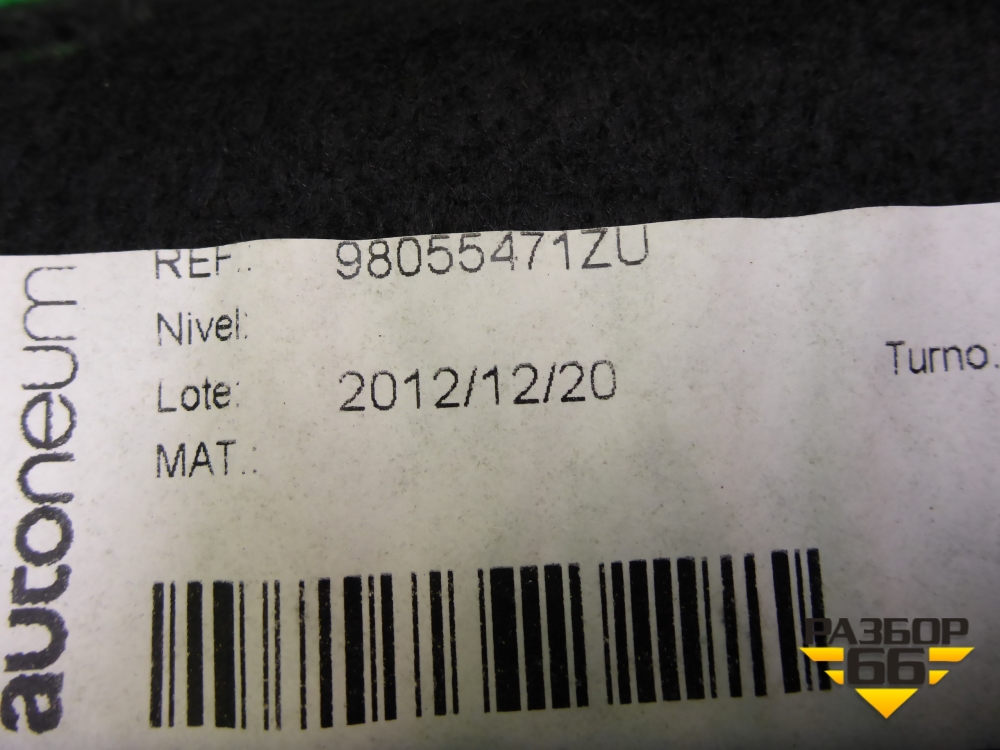 REF.: 98055471ZU
Nivel:
Lote: 2012/12/20
Turno:
MAT.:
autoneum
РАЗБОР
66